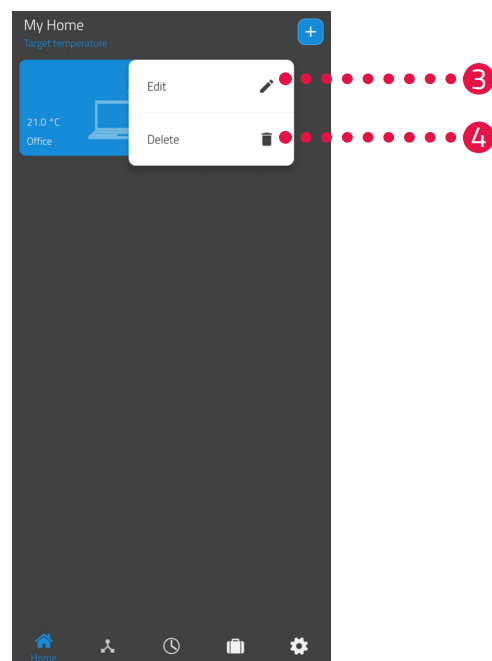 My Home
Target temperature
+
Edit
3
21.0 °C
Office
Delete
4
Home